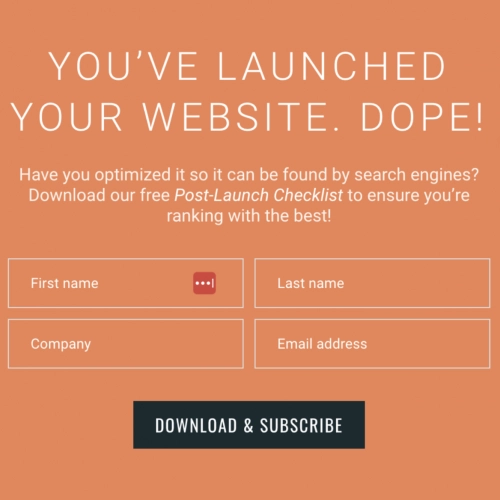 YOU’VE LAUNCHED
YOUR WEBSITE. DOPE!
Have you optimized it so it can be found by search engines?
Download our free Post-Launch Checklist to ensure you’re
ranking with the best!
First name
Last name
Company
Email address
DOWNLOAD & SUBSCRIBE